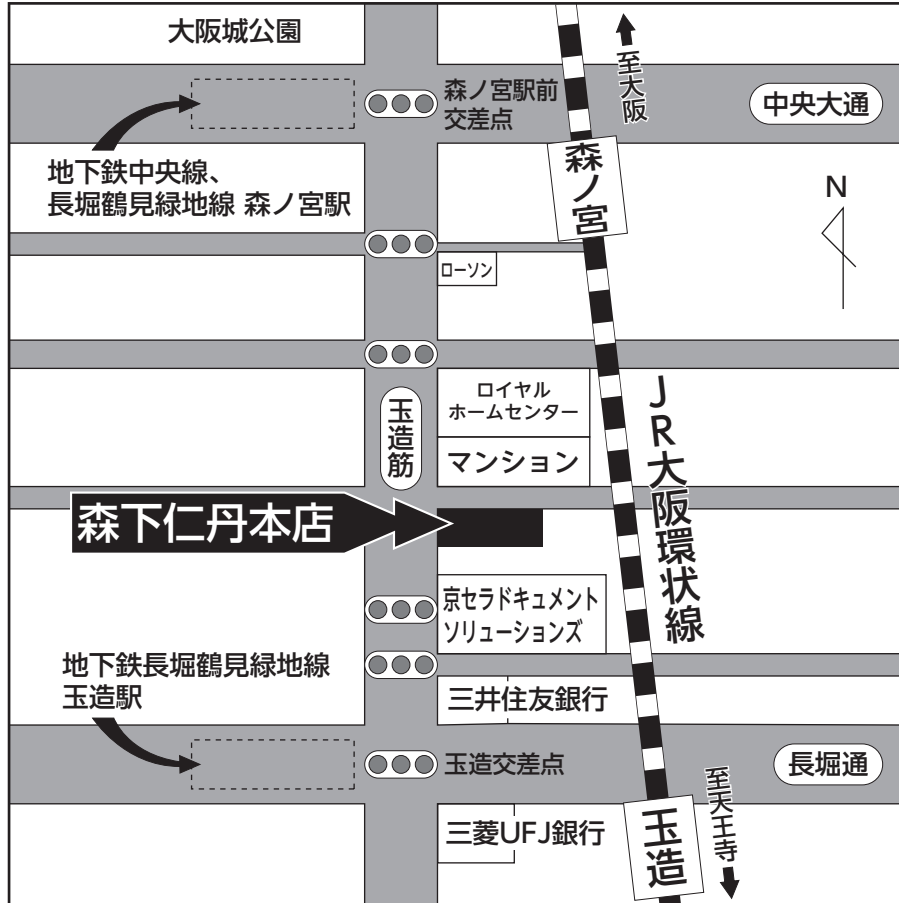 大阪城公園
至大阪
森ノ宮駅前
交差点
中央大通
地下鉄中央線、
長堀鶴見緑地線 森ノ宮駅
森ノ宮
N
ローソン
ロイヤル
ホームセンター
玉造筋
マンション
JR大阪環状線
森下仁丹本店
京セラドキュメント
ソリューションズ
地下鉄長堀鶴見緑地線
玉造駅
三井住友銀行
玉造交差点
長堀通
至天王寺
三菱UFJ銀行
玉造